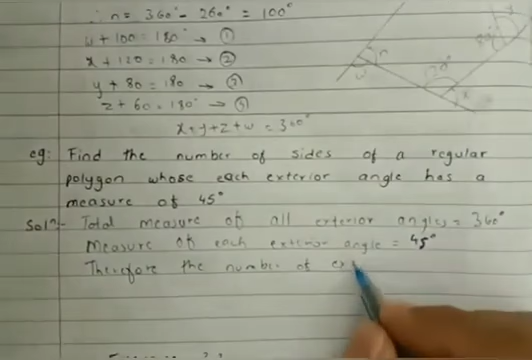 ∴ n = 360° - 260° = 100°
w + 100 = 180° → ①
x + 120 = 180 → ②
y + 80 = 180 → ③
z + 60 = 180°
x+y+z+w = 360°
eg: Find the number of sides of a regular
polygon whose each exterior angle has a
measure of 45°
Soln- Total measure of all exterior angles = 360°
Measure of each exterior angle = 45°
Therefore the number of ex